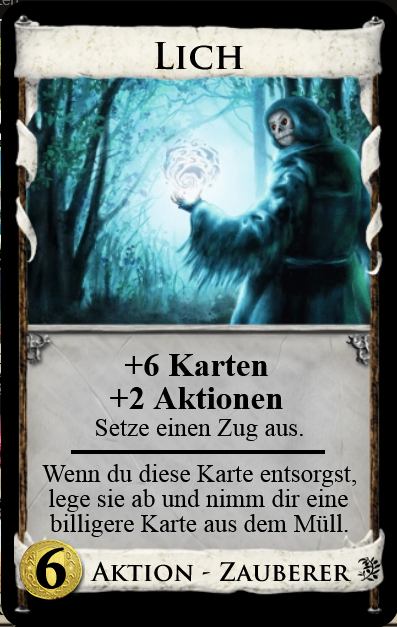 Lich
+6 Karten
+2 Aktionen
Setze einen Zug aus.
Wenn du diese Karte entsorgst,
lege sie ab und nimm dir eine
billigere Karte aus dem Müll.
6 Aktion - Zauberer